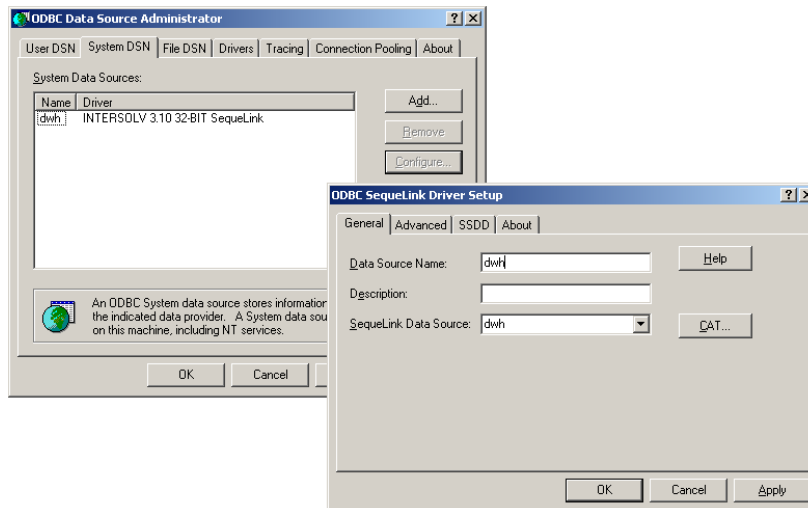 ODBC Data Source Administrator
User DSN System DSN File DSN Drivers Tracing Connection Pooling About
System Data Sources:
Name Driver
dwh INTERSOLV 3.10 32-BIT SequeLink
Add...
Remove
Configure...
An ODBC System data source stores information
the indicated data provider. A System data
on this machine, including NT services.
OK Cancel
ODBC SequeLink Driver Setup
General Advanced SSDD About
Data Source Name: dwh
Help
Description:
SequeLink Data Source: dwh
CAT...
OK Cancel Apply